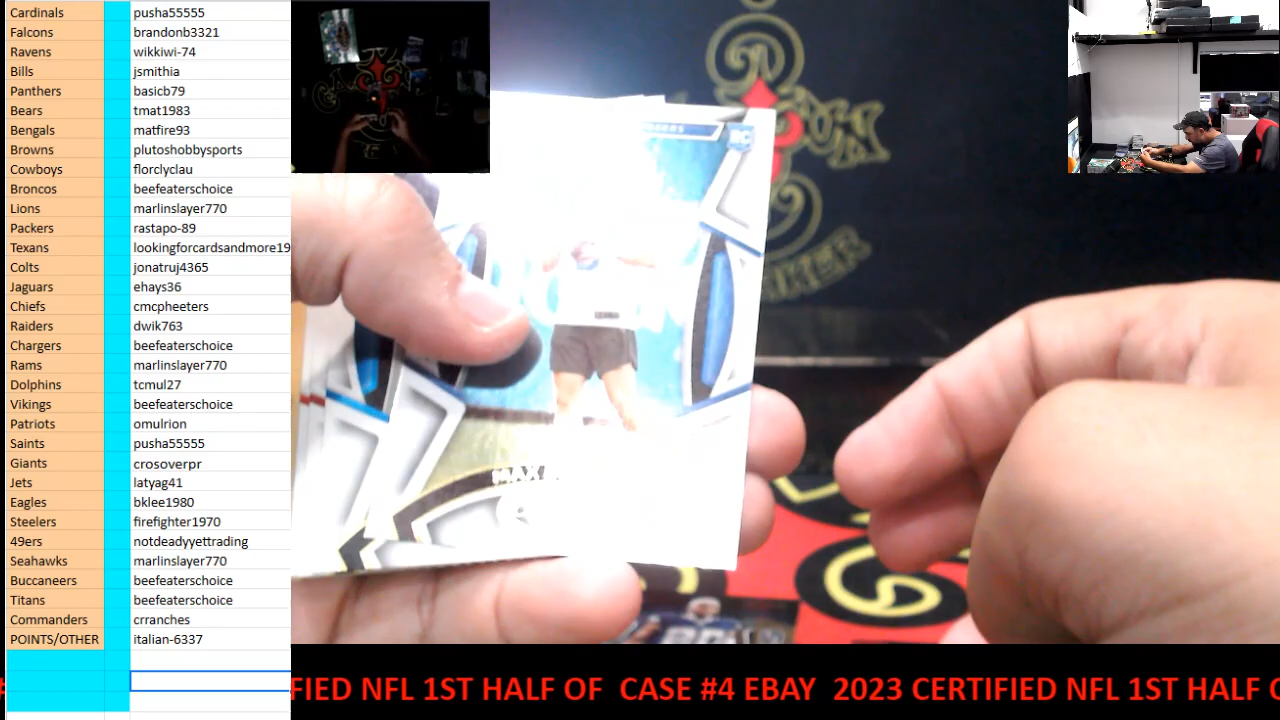 Cardinals pusha55555
Falcons brandonb3321
Ravens wikkiwi-74
Bills jsmithia
Panthers basicb79
Bears tmat1983
Bengals matfire93
Browns plutoshobbysports
Cowboys florclyclau
Broncos beefeaterschoice
Lions marlinslayer770
Packers rastapo-89
Texans lookingforcardsandmore19
Colts jonatruj4365
Jaguars ehays36
Chiefs cmcpheeters
Raiders dwik763
Chargers beefeaterschoice
Rams marlinslayer770
Dolphins tcmul27
Vikings beefeaterschoice
Patriots omulrion
Saints pusha55555
Giants crosoverpr
Jets latyag41
Eagles bklee1980
Steelers firefighter1970
49ers notdeadyyettrading
Seahawks marlinslayer770
Buccaneers beefeaterschoice
Titans beefeaterschoice
Commanders crranches
POINTS/OTHER italian-6337
RC
MAX
FIED NFL 1ST HALF OF CASE #4 EBAY 2023 CERTIFIED NFL 1ST HALF